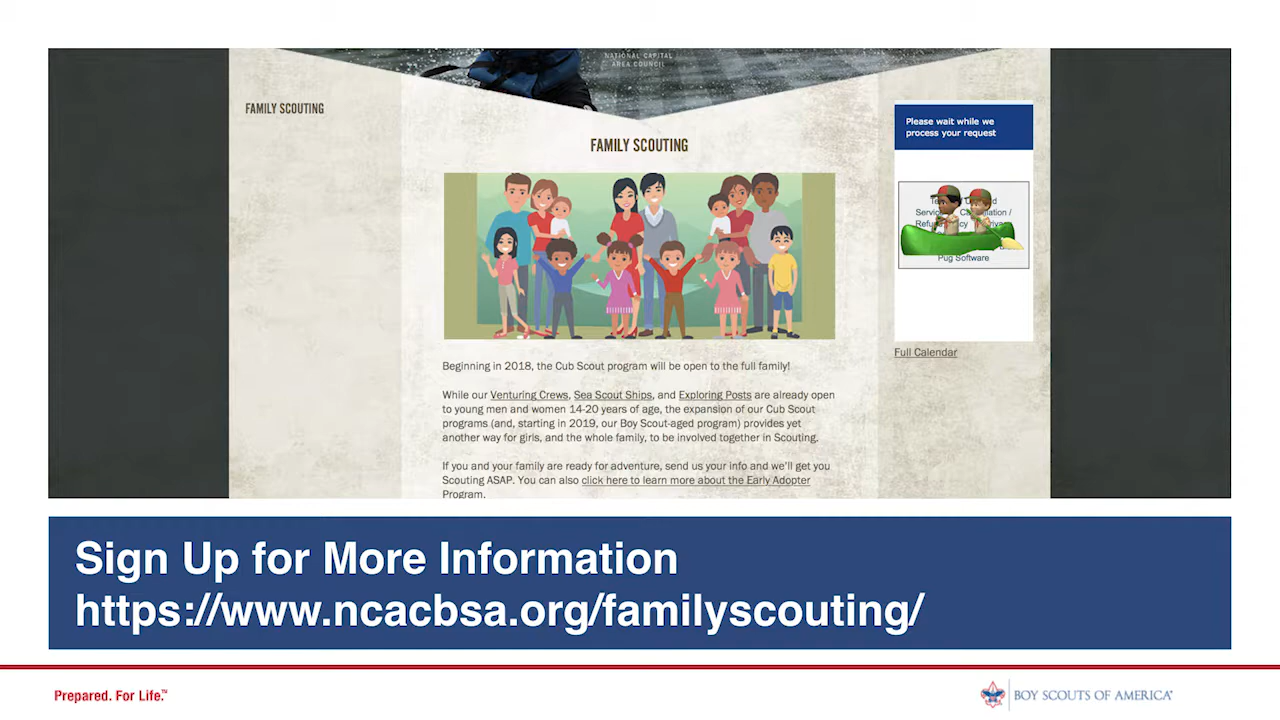 NATIONAL CAPITAL
AREA COUNCIL
FAMILY SCOUTING
FAMILY SCOUTING
Beginning in 2018, the Cub Scout program will be open to the full family!
While our Venturing Crews, Sea Scout Ships, and Exploring Posts are already open
to young men and women 14-20 years of age, the expansion of our Cub Scout
programs (and, starting in 2019, our Boy Scout-aged program) provides yet
another way for girls, and the whole family, to be involved together in Scouting.
If you and your family are ready for adventure, send us your info and we'll get you
Scouting ASAP. You can also click here to learn more about the Early Adopter
Program.
Please wait while we
process your request
Pug Software
Full Calendar
Sign Up for More Information
https://www.ncacbsa.org/familyscouting/
Prepared. For Life.™
BOY SCOUTS OF AMERICA®